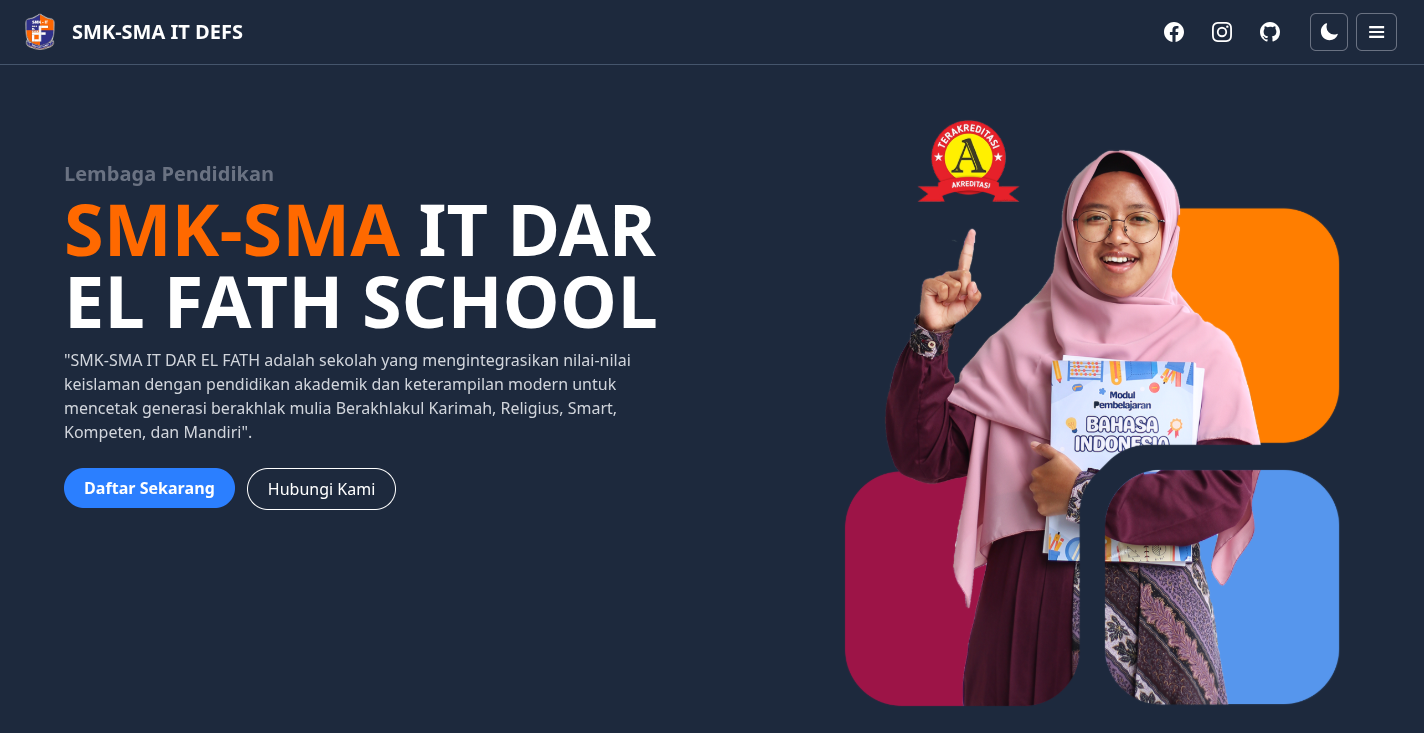 SMK-SMA IT DEFS
Lembaga Pendidikan
SMK-SMA IT DAR
EL FATH SCHOOL
"SMK-SMA IT DAR EL FATH adalah sekolah yang mengintegrasikan nilai-nilai
keislaman dengan pendidikan akademik dan keterampilan modern untuk
mencetak generasi berakhlak mulia Berakhlakul Karimah, Religius, Smart,
Kompeten, dan Mandiri".
Daftar Sekarang
Hubungi Kami
TERAKREDITASI
A
AKREDITASI
Modul
Pembelajaran
BAHASA
INDONESIA